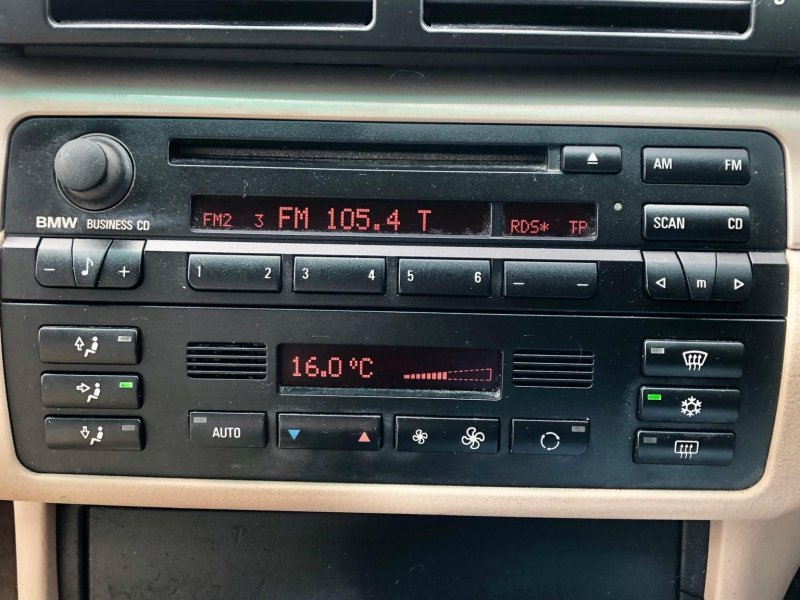 AM FM
FM2 3 FM 105.4 T RDS* TP
BMW BUSINESS CD
SCAN CD
− +
1 2 3 4 5 6 − −
m
16.0 °C
AUTO